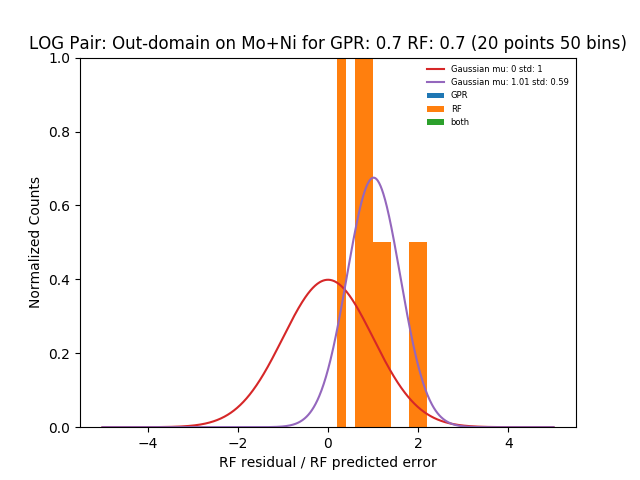 LOG Pair: Out-domain on Mo+Ni for GPR: 0.7 RF: 0.7 (20 points 50 bins)
Normalized Counts
1.0
0.8
0.6
0.4
0.2
0.0
Gaussian mu: 0 std: 1
Gaussian mu: 1.01 std: 0.59
GPR
RF
both
−4
−2
0
2
4
RF residual / RF predicted error